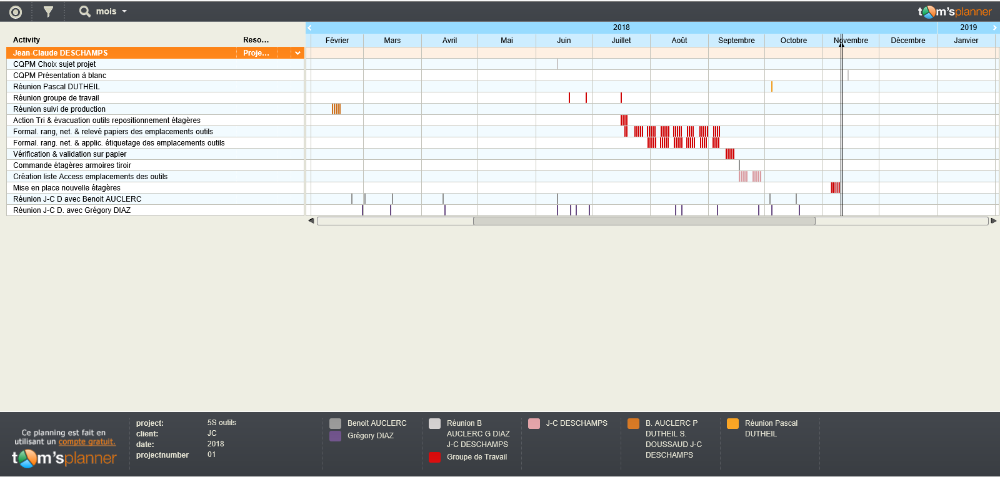 mois
tom'splanner
2018
2019
Activity
Reso...
Février
Mars
Avril
Mai
Juin
Juillet
Août
Septembre
Octobre
Novembre
Décembre
Janvier
Jean-Claude DESCHAMPS
Proje...
CQPM Choix sujet projet
CQPM Présentation à blanc
Réunion Pascal DUTHEIL
Réunion groupe de travail
Réunion suivi de production
Action Tri & évacuation outils repositionnement étagères
Formal. rang, net. & relevé papiers des emplacements outils
Formal. rang. net. & applic. étiquetage des emplacements outils
Vérification & validation sur papier
Commande étagères armoires tiroir
Création liste Access emplacements des outils
Mise en place nouvelle étagères
Réunion J-C D avec Benoit AUCLERC
Réunion J-C D. avec Grégory DIAZ
Ce planning est fait en
utilisant un compte gratuit.
tom'splanner
project: 5S outils
client: JC
date: 2018
projectnumber 01
Benoit AUCLERC
Grégory DIAZ
Réunion B
AUCLERC G DIAZ
J-C DESCHAMPS
Groupe de Travail
J-C DESCHAMPS
B. AUCLERC P
DUTHEIL S.
DOUSSAUD J-C
DESCHAMPS
Réunion Pascal
DUTHEIL